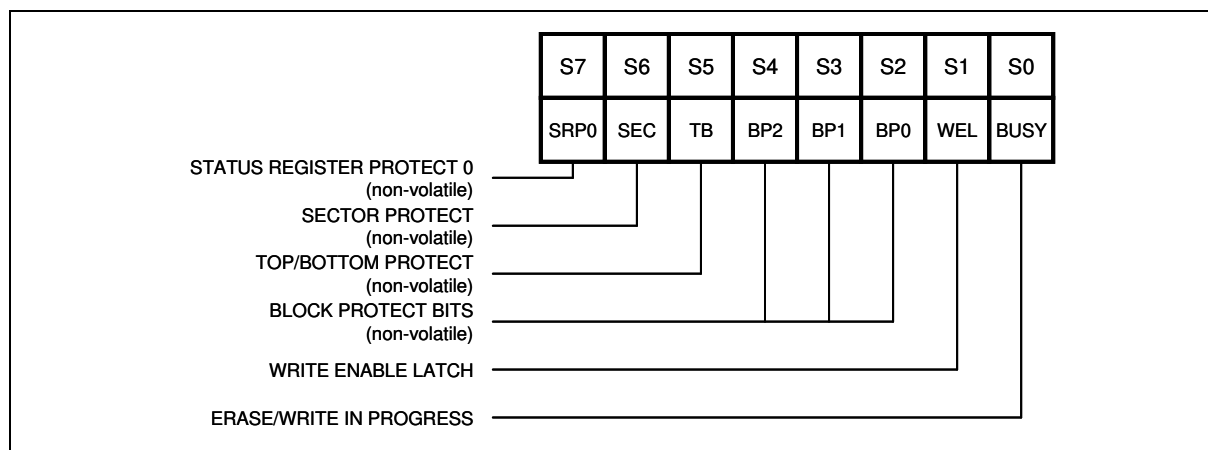 S7 S6 S5 S4 S3 S2 S1 S0
SRP0 SEC TB BP2 BP1 BP0 WEL BUSY
STATUS REGISTER PROTECT 0
(non-volatile)
SECTOR PROTECT
(non-volatile)
TOP/BOTTOM PROTECT
(non-volatile)
BLOCK PROTECT BITS
(non-volatile)
WRITE ENABLE LATCH
ERASE/WRITE IN PROGRESS